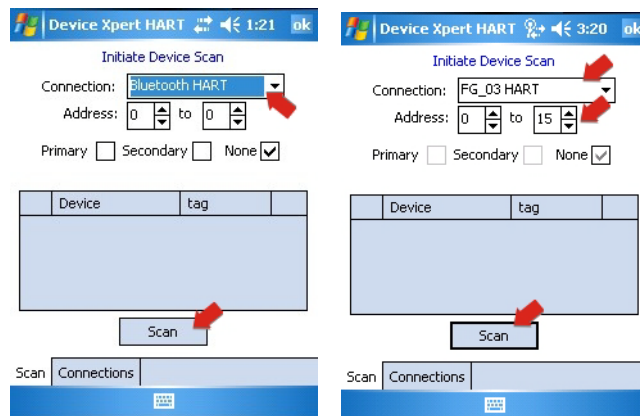 Device Xpert HART 1:21 ok
Initiate Device Scan
Connection: Bluetooth HART
Address: 0 to 0
Primary Secondary None
Device tag
Scan
Scan Connections
Device Xpert HART 3:20 ok
Initiate Device Scan
Connection: FG_03 HART
Address: 0 to 15
Primary Secondary None
Device tag
Scan
Scan Connections